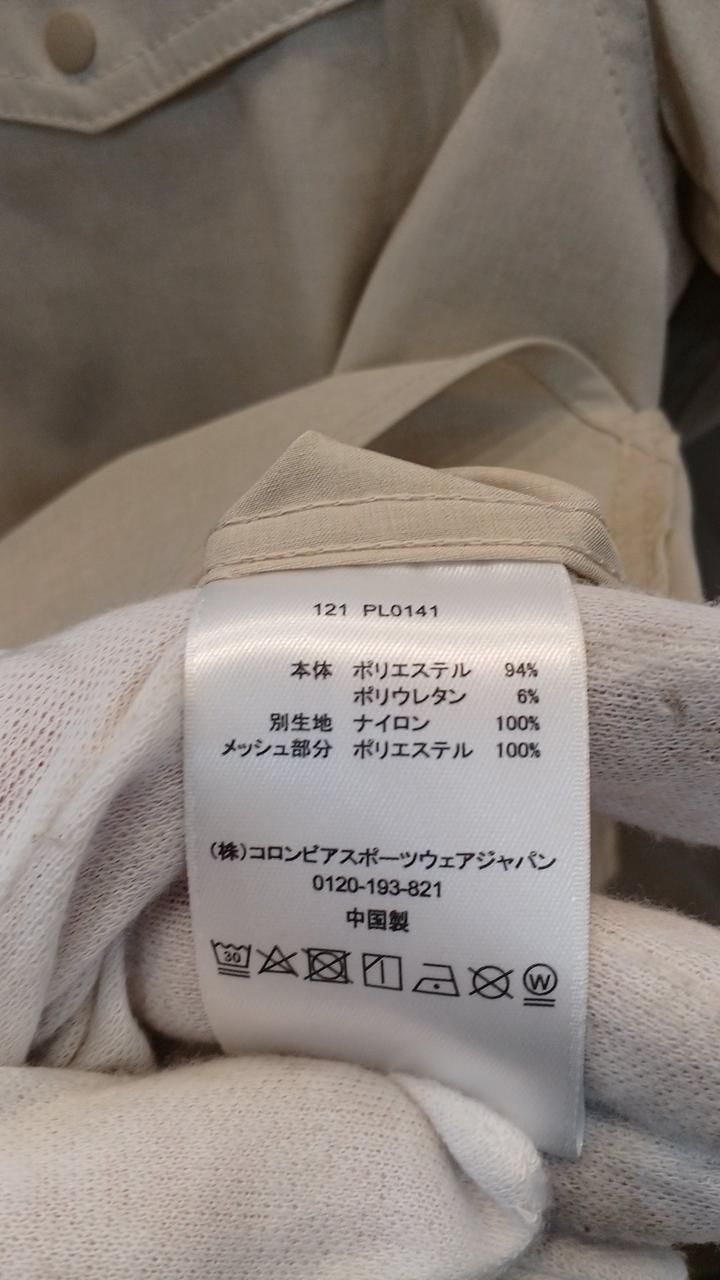 121 PL0141
本体 ポリエステル 94%
ポリウレタン 6%
別生地 ナイロン 100%
メッシュ部分 ポリエステル 100%
(株)コロンビアスポーツウェアジャパン
0120-193-821
中国製
30 W